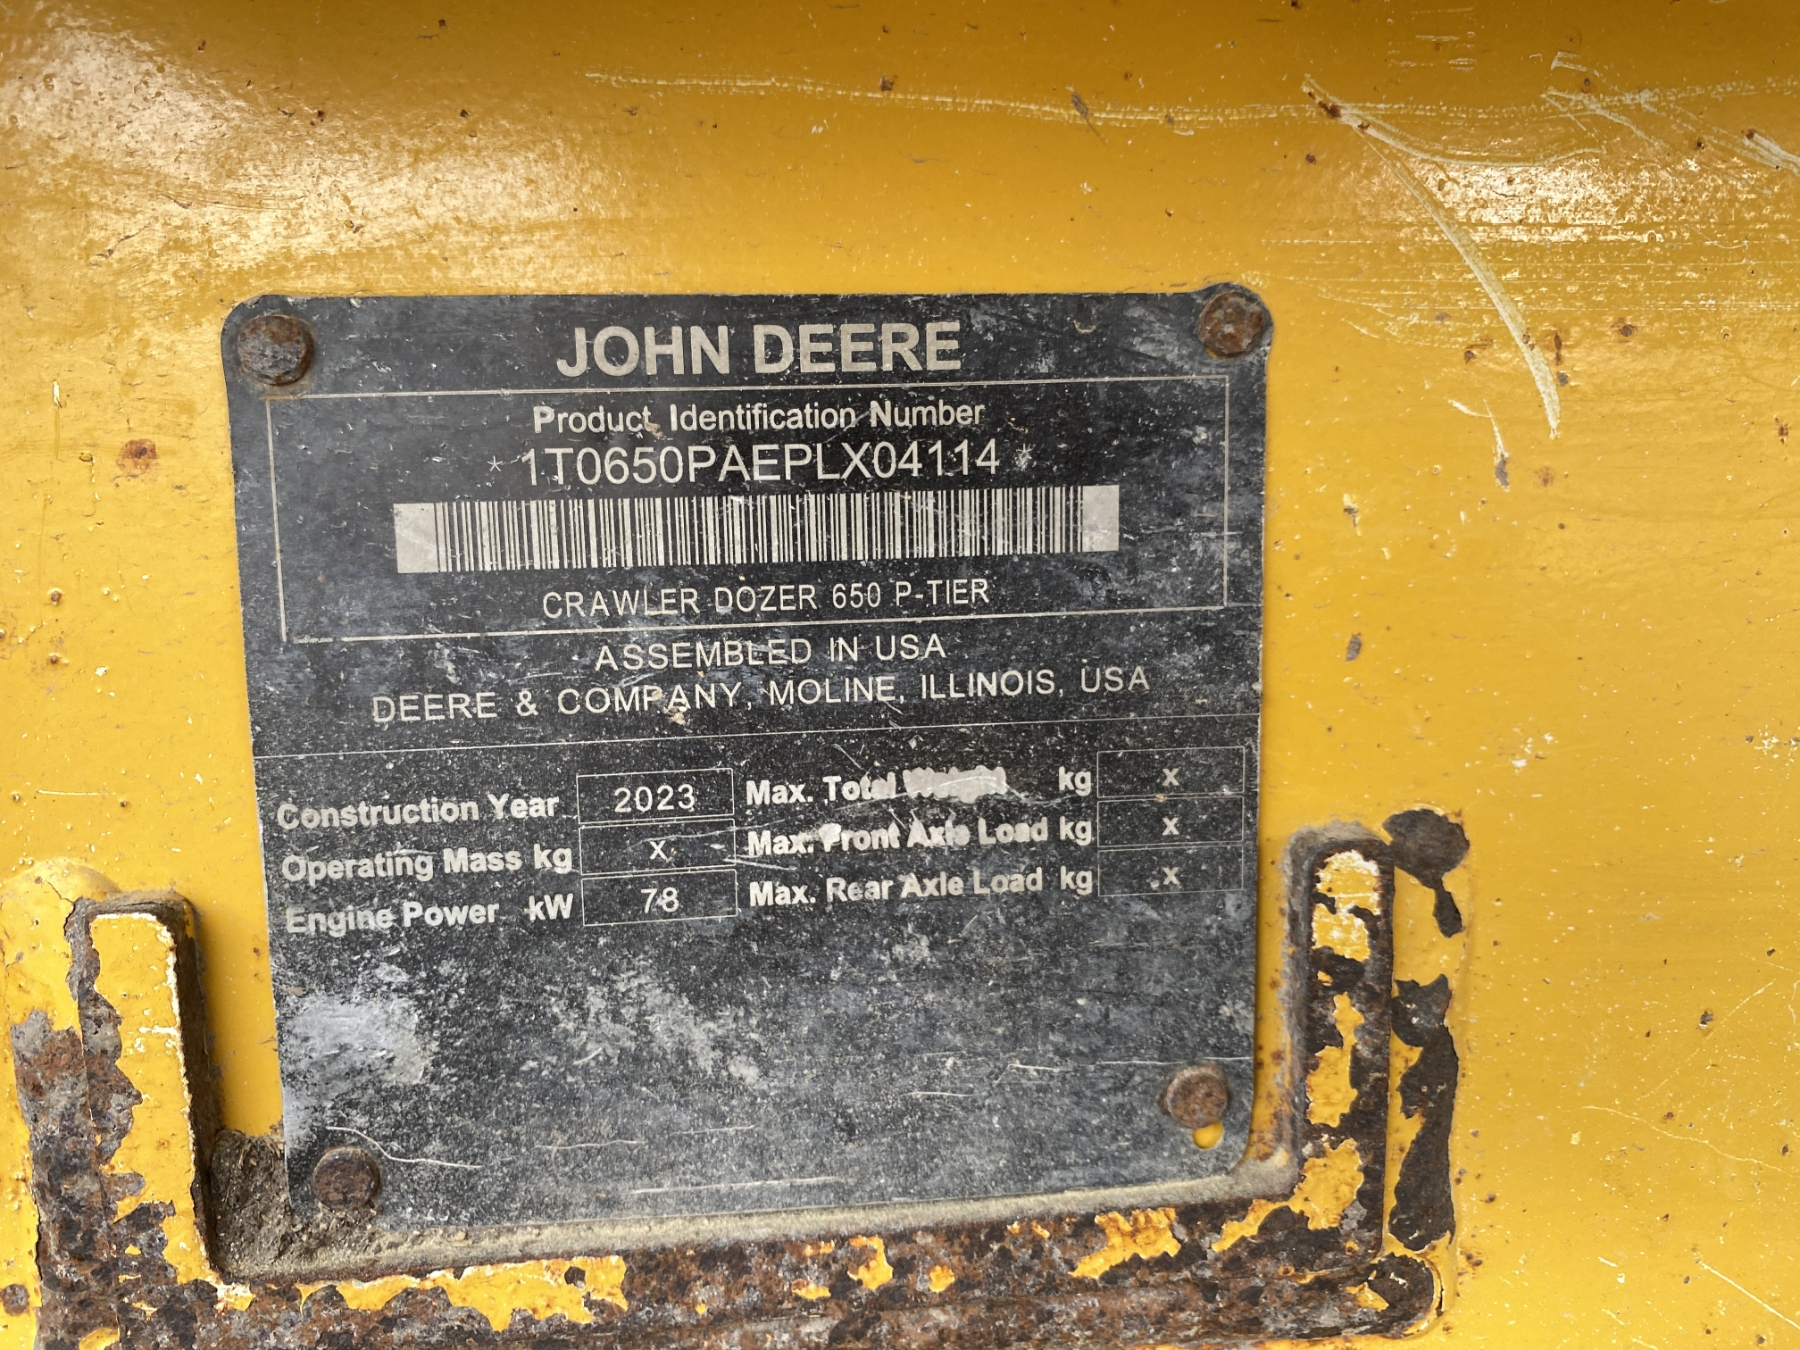 JOHN DEERE
Product Identification Number
* 1T0650PAEPLX04114 *
CRAWLER DOZER 650 P-TIER
ASSEMBLED IN USA
DEERE & COMPANY, MOLINE, ILLINOIS, USA
Construction Year 2023 Max. Total Weight kg X
Operating Mass kg X Max. Front Axle Load kg X
Engine Power kW 78 Max. Rear Axle Load kg X